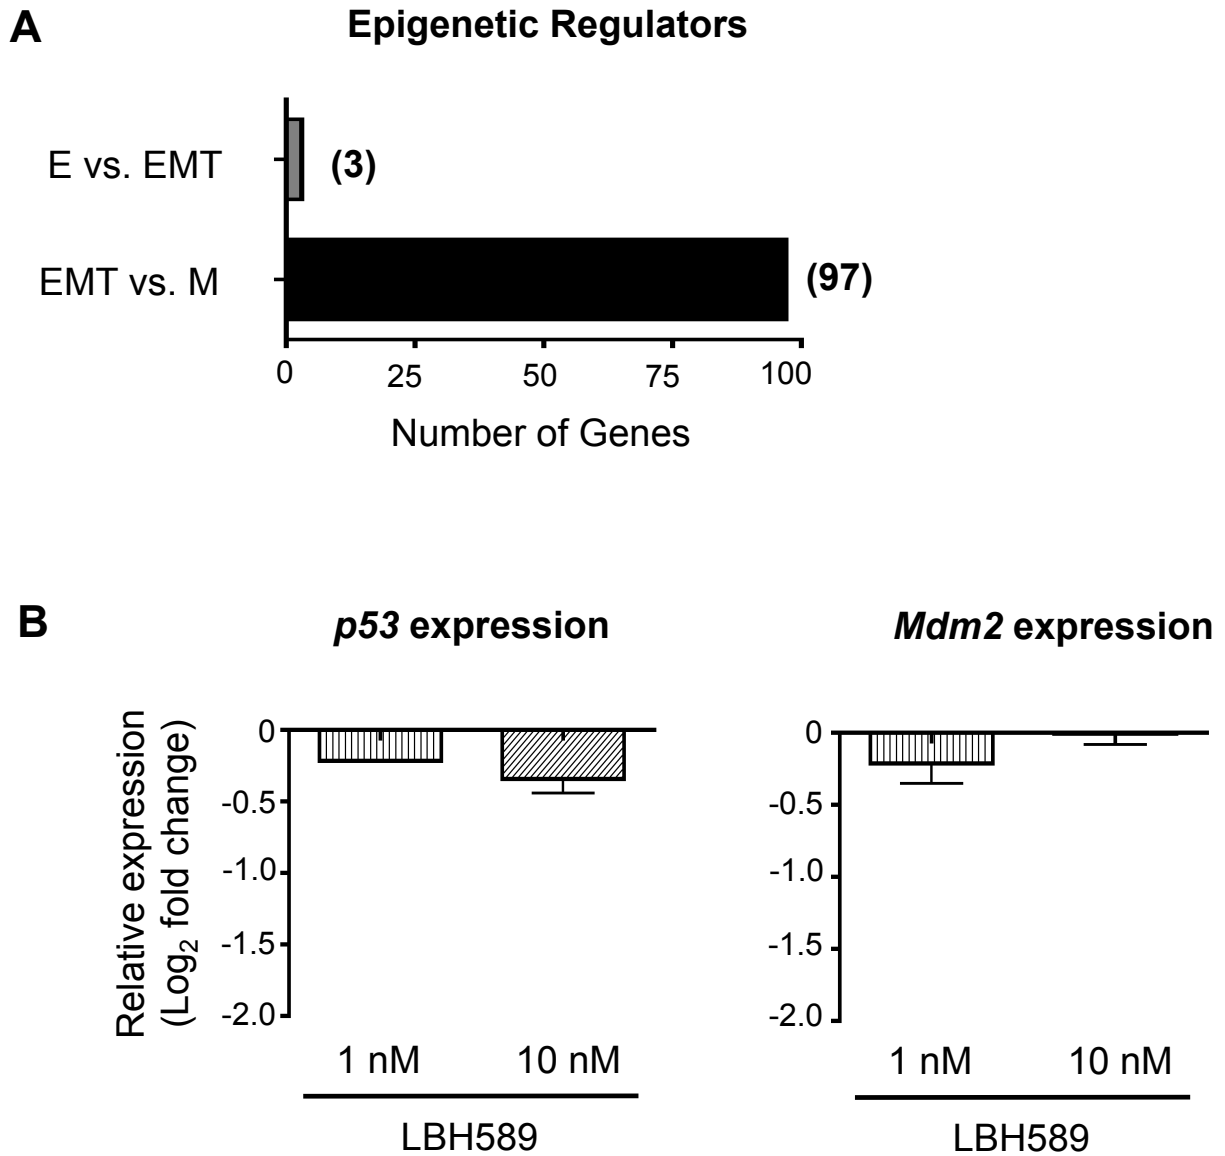 A
Epigenetic Regulators
E vs. EMT
(3)
EMT vs. M
(97)
0 25 50 75 100
Number of Genes
B
p53 expression
Mdm2 expression
Relative expression
(Log2 fold change)
0
-0.5
-1.0
-1.5
-2.0
1 nM 10 nM
LBH589
0
-0.5
-1.0
-1.5
-2.0
1 nM 10 nM
LBH589